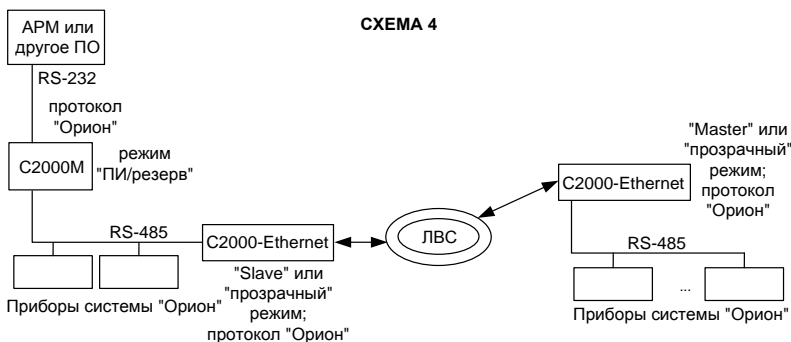 СХЕМА 4
АРМ или
другое ПО
RS-232
протокол
"Орион"
С2000М
режим
"ПИ/резерв"
RS-485
С2000-Ethernet
"Slave" или
"прозрачный"
режим;
протокол "Орион"
Приборы системы "Орион"
ЛВС
"Master" или
"прозрачный"
режим;
протокол
"Орион"
С2000-Ethernet
RS-485
...
Приборы системы "Орион"